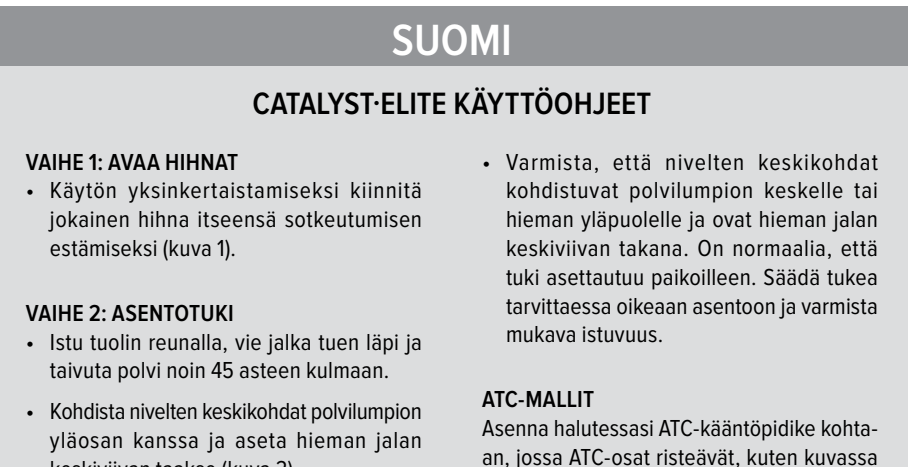 SUOMI
CATALYST·ELITE KÄYTTÖOHJEET
VAIHE 1: AVAA HIHNAT
• Käytön yksinkertaistamiseksi kiinnitä
jokainen hihna itseensä sotkeutumisen
estämiseksi (kuva 1).
VAIHE 2: ASENTOTUKI
• Istu tuolin reunalla, vie jalka tuen läpi ja
taivuta polvi noin 45 asteen kulmaan.
• Kohdista nivelten keskikohdat polvilumpion
yläosan kanssa ja aseta hieman jalan
keskiviivan taakse (kuva 2).
• Varmista, että nivelten keskikohdat
kohdistuvat polvilumpion keskelle tai
hieman yläpuolelle ja ovat hieman jalan
keskiviivan takana. On normaalia, että
tuki asettautuu paikoilleen. Säädä tukea
tarvittaessa oikeaan asentoon ja varmista
mukava istuvuus.
ATC-MALLIT
Asenna halutessasi ATC-kääntöpidike kohta-
an, jossa ATC-osat risteävät, kuten kuvassa